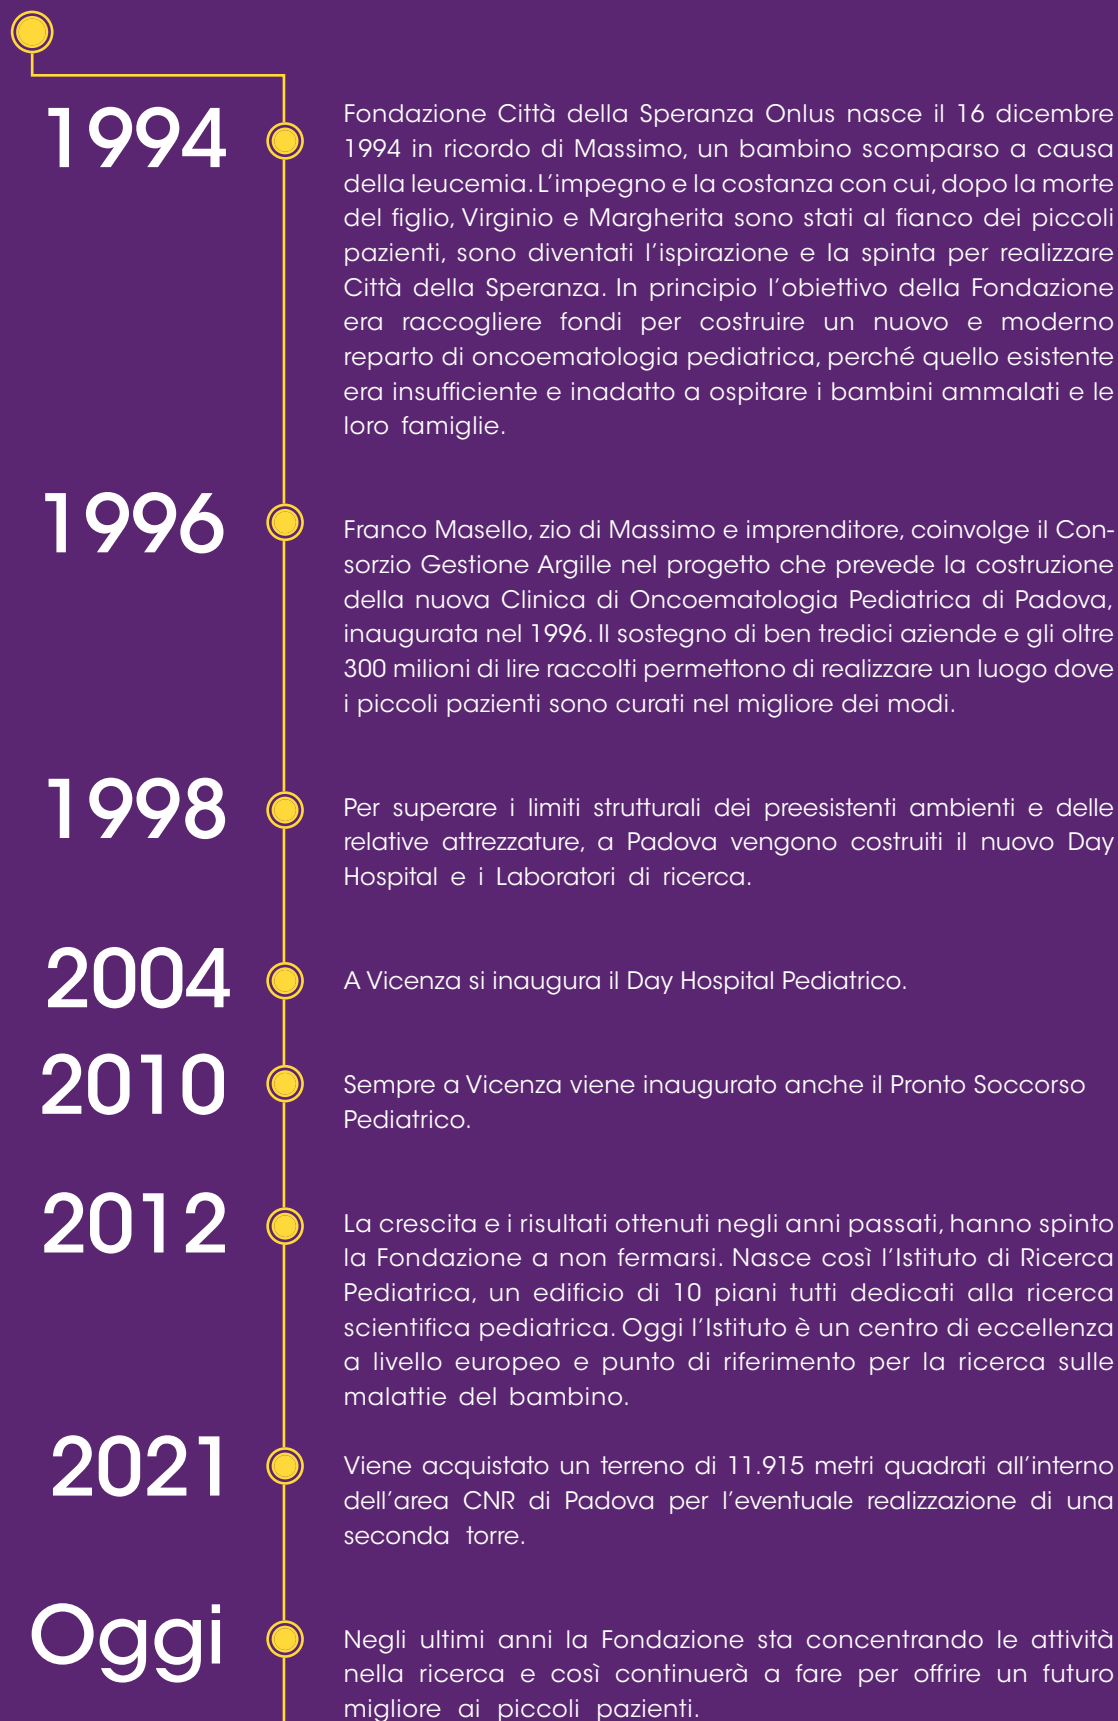 1994
Fondazione Città della Speranza Onlus nasce il 16 dicembre
1994 in ricordo di Massimo, un bambino scomparso a causa
della leucemia. L’impegno e la costanza con cui, dopo la morte
del figlio, Virginio e Margherita sono stati al fianco dei piccoli
pazienti, sono diventati l’ispirazione e la spinta per realizzare
Città della Speranza. In principio l’obiettivo della Fondazione
era raccogliere fondi per costruire un nuovo e moderno
reparto di oncoematologia pediatrica, perché quello esistente
era insufficiente e inadatto a ospitare i bambini ammalati e le
loro famiglie.
1996
Franco Masello, zio di Massimo e imprenditore, coinvolge il Con-
sorzio Gestione Argille nel progetto che prevede la costruzione
della nuova Clinica di Oncoematologia Pediatrica di Padova,
inaugurata nel 1996. Il sostegno di ben tredici aziende e gli oltre
300 milioni di lire raccolti permettono di realizzare un luogo dove
i piccoli pazienti sono curati nel migliore dei modi.
1998
Per superare i limiti strutturali dei preesistenti ambienti e delle
relative attrezzature, a Padova vengono costruiti il nuovo Day
Hospital e i Laboratori di ricerca.
2004
A Vicenza si inaugura il Day Hospital Pediatrico.
2010
Sempre a Vicenza viene inaugurato anche il Pronto Soccorso
Pediatrico.
2012
La crescita e i risultati ottenuti negli anni passati, hanno spinto
la Fondazione a non fermarsi. Nasce così l’Istituto di Ricerca
Pediatrica, un edificio di 10 piani tutti dedicati alla ricerca
scientifica pediatrica. Oggi l’Istituto è un centro di eccellenza
a livello europeo e punto di riferimento per la ricerca sulle
malattie del bambino.
2021
Viene acquistato un terreno di 11.915 metri quadrati all’interno
dell’area CNR di Padova per l’eventuale realizzazione di una
seconda torre.
Oggi
Negli ultimi anni la Fondazione sta concentrando le attività
nella ricerca e così continuerà a fare per offrire un futuro
migliore ai piccoli pazienti.